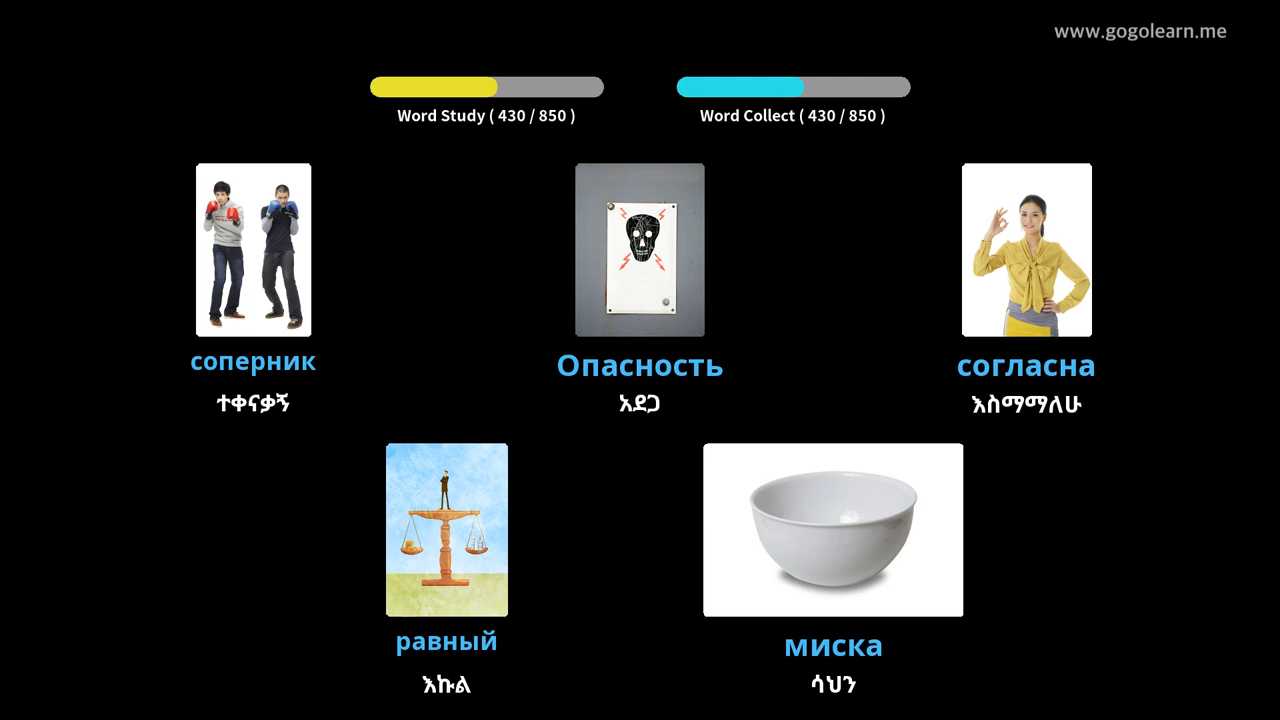 www.gogolearn.me
Word Study ( 430 / 850 )
Word Collect ( 430 / 850 )
соперник
ተቀናቃኝ
Опасность
አደጋ
согласна
እስማማለሁ
равный
እኩል
миска
ሳህን